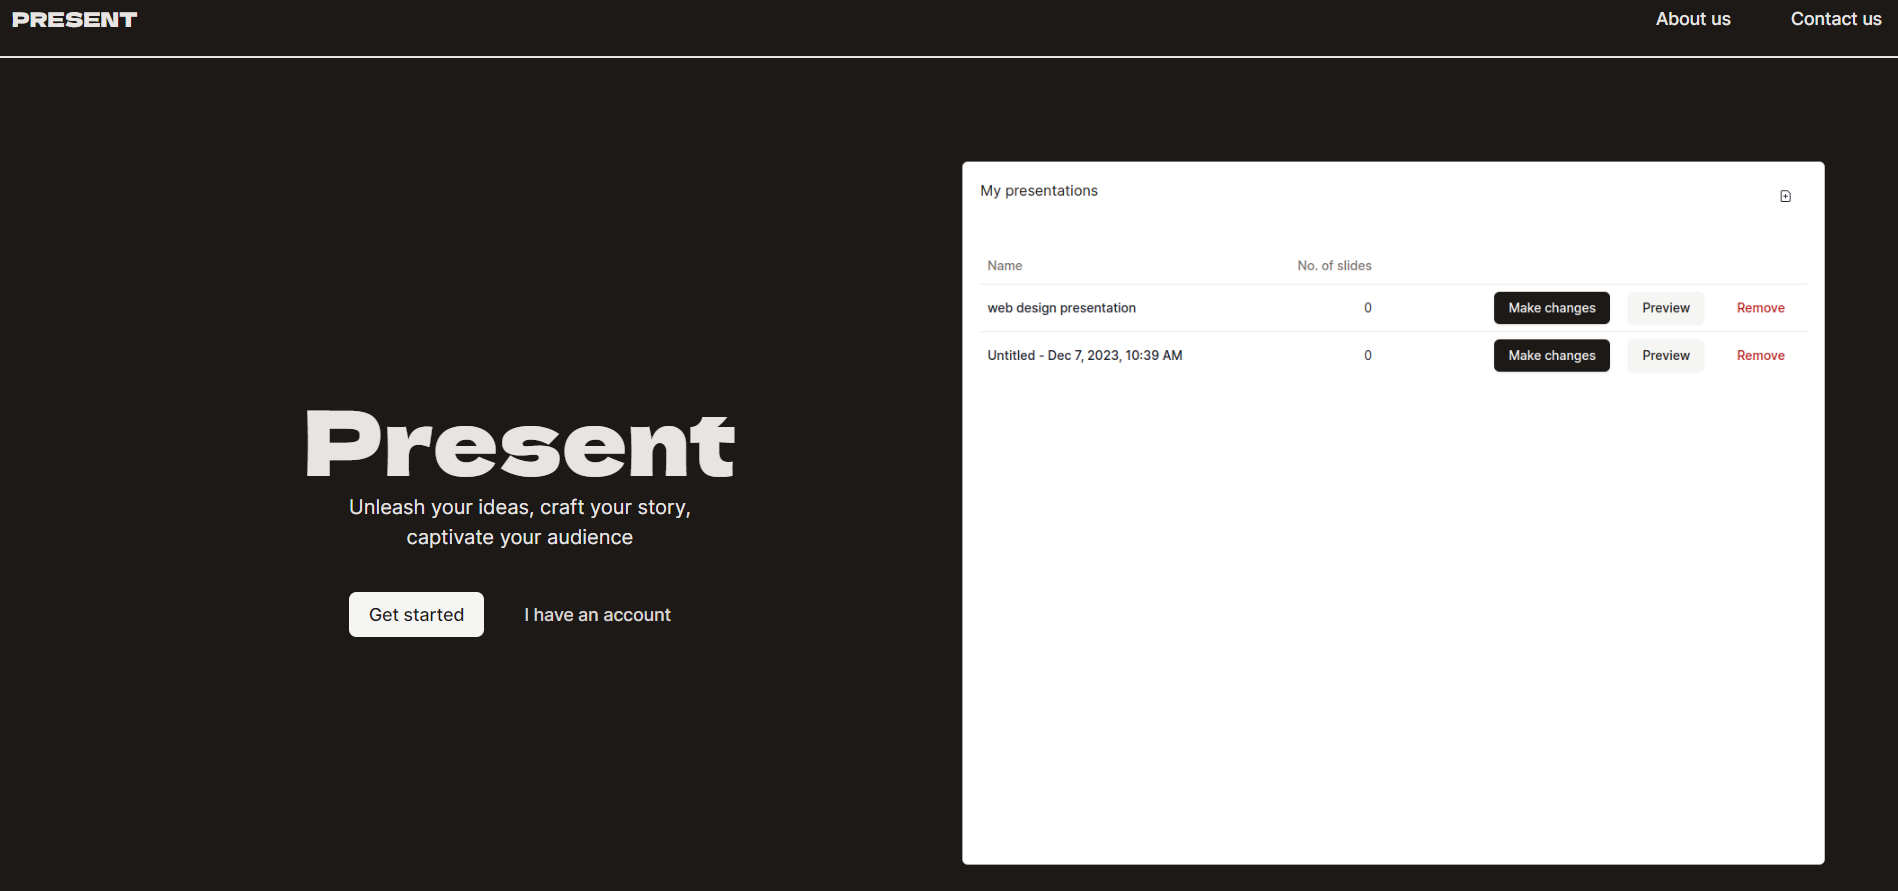 PRESENT
About us
Contact us
Present
Unleash your ideas, craft your story,
captivate your audience
Get started
I have an account
My presentations
Name No. of slides
web design presentation 0 Make changes Preview Remove
Untitled - Dec 7, 2023, 10:39 AM 0 Make changes Preview Remove